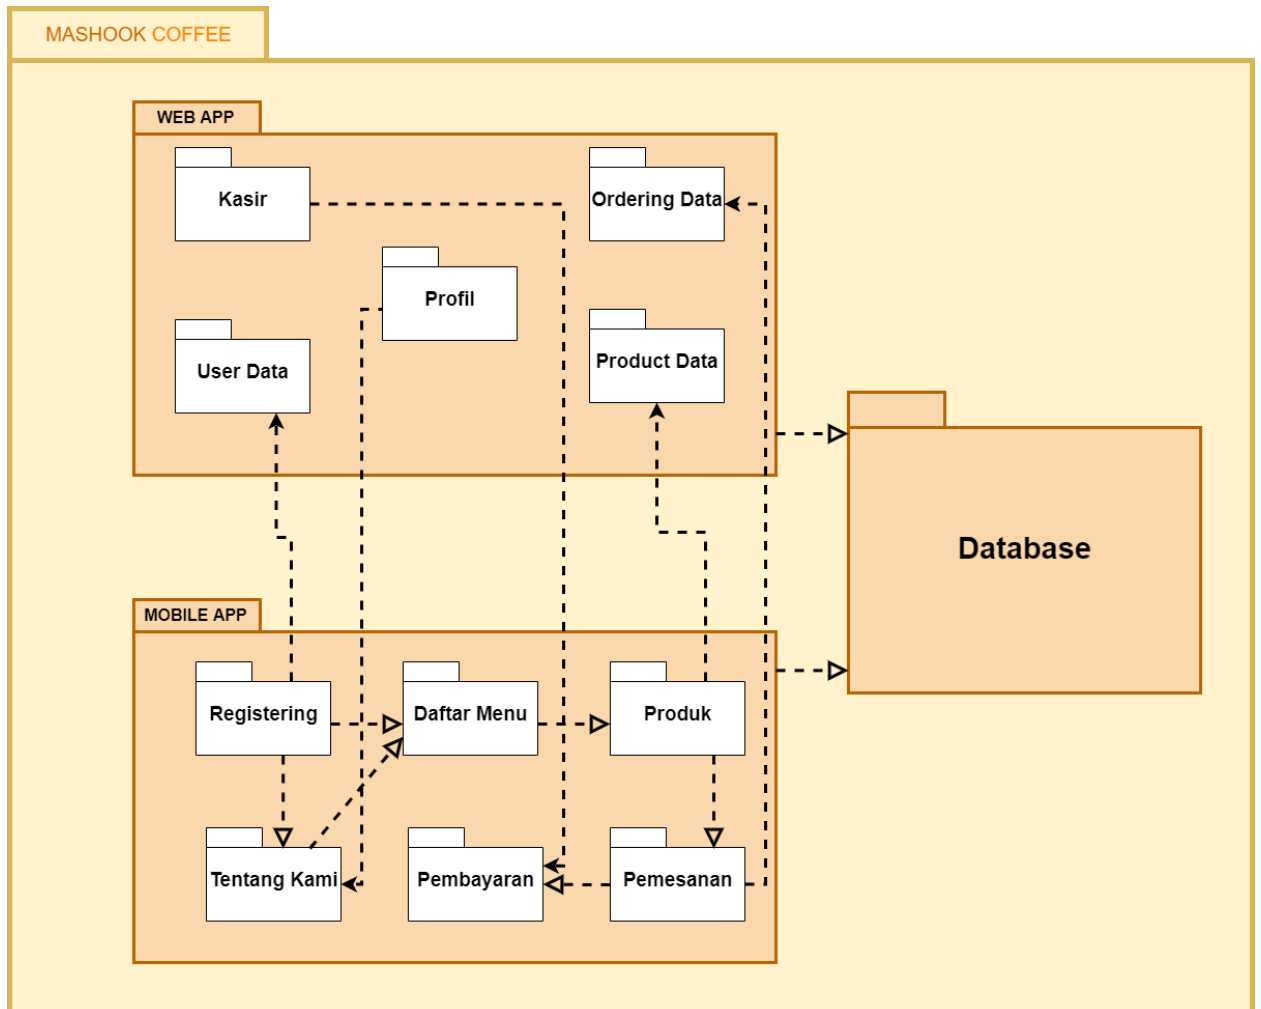 MASHOOK COFFEE
WEB APP
Kasir
Ordering Data
Profil
User Data
Product Data
Database
MOBILE APP
Registering
Daftar Menu
Produk
Tentang Kami
Pembayaran
Pemesanan